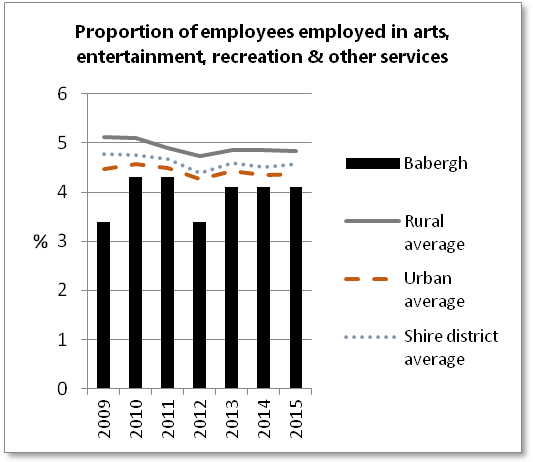 Proportion of employees employed in arts,
entertainment, recreation & other services
6
5
4
% 3
2
1
0
2009
2010
2011
2012
2013
2014
2015
Babergh
Rural
average
Urban
average
Shire district
average